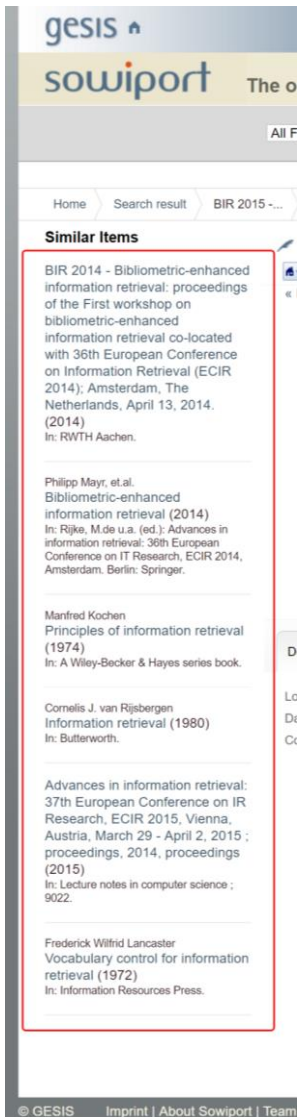 gesis
sowiport The o
All F
Home Search result BIR 2015 -...
Similar Items
BIR 2014 - Bibliometric-enhanced
information retrieval: proceedings
of the First workshop on
bibliometric-enhanced
information retrieval co-located
with 36th European Conference
on Information Retrieval (ECIR
2014); Amsterdam, The
Netherlands, April 13, 2014.
(2014)
In: RWTH Aachen.
Philipp Mayr, et.al.
Bibliometric-enhanced
information retrieval (2014)
In: Rijke, M.de u.a. (ed.): Advances in
information retrieval: 36th European
Conference on IT Research, ECIR 2014,
Amsterdam. Berlin: Springer.
Manfred Kochen
Principles of information retrieval
(1974)
In: A Wiley-Becker & Hayes series book.
Cornelis J. van Rijsbergen
Information retrieval (1980)
In: Butterworth.
Advances in information retrieval:
37th European Conference on IR
Research, ECIR 2015, Vienna,
Austria, March 29 - April 2, 2015 ;
proceedings, 2014, proceedings
(2015)
In: Lecture notes in computer science ;
9022.
Frederick Wilfrid Lancaster
Vocabulary control for information
retrieval (1972)
In: Information Resources Press.
«
D
Lo
Da
Co
© GESIS Imprint | About Sowiport | Team